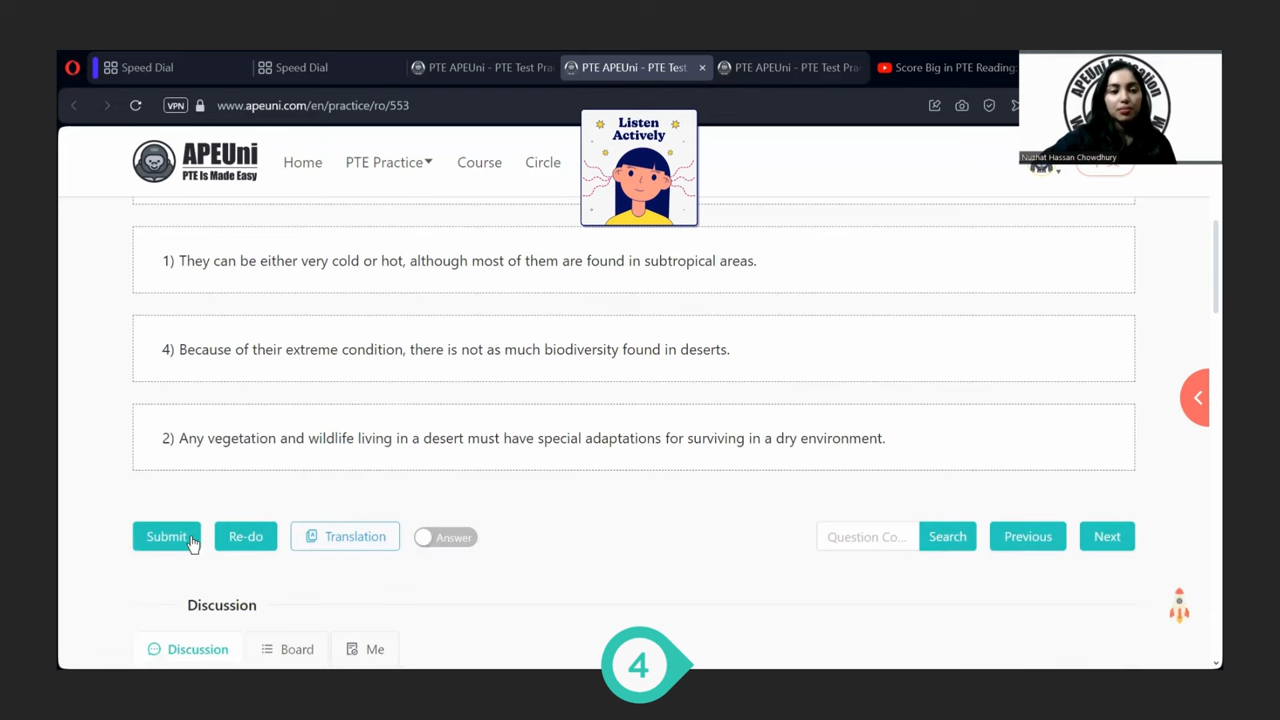 Speed Dial
Speed Dial
PTE APEUni - PTE Test Pra
PTE APEUni - PTE Test
PTE APEUni - PTE Test Pra
Score Big in PTE Reading:
VPN
www.apeuni.com/en/practice/ro/553
APEUni Education
Nuzhat Hassan Chowdhury
APEUni
PTE Is Made Easy
Home
PTE Practice
Course
Circle
Listen
Actively
1) They can be either very cold or hot, although most of them are found in subtropical areas.
4) Because of their extreme condition, there is not as much biodiversity found in deserts.
2) Any vegetation and wildlife living in a desert must have special adaptations for surviving in a dry environment.
Submit
Re-do
Translation
Answer
Question Co...
Search
Previous
Next
Discussion
Discussion
Board
Me
4